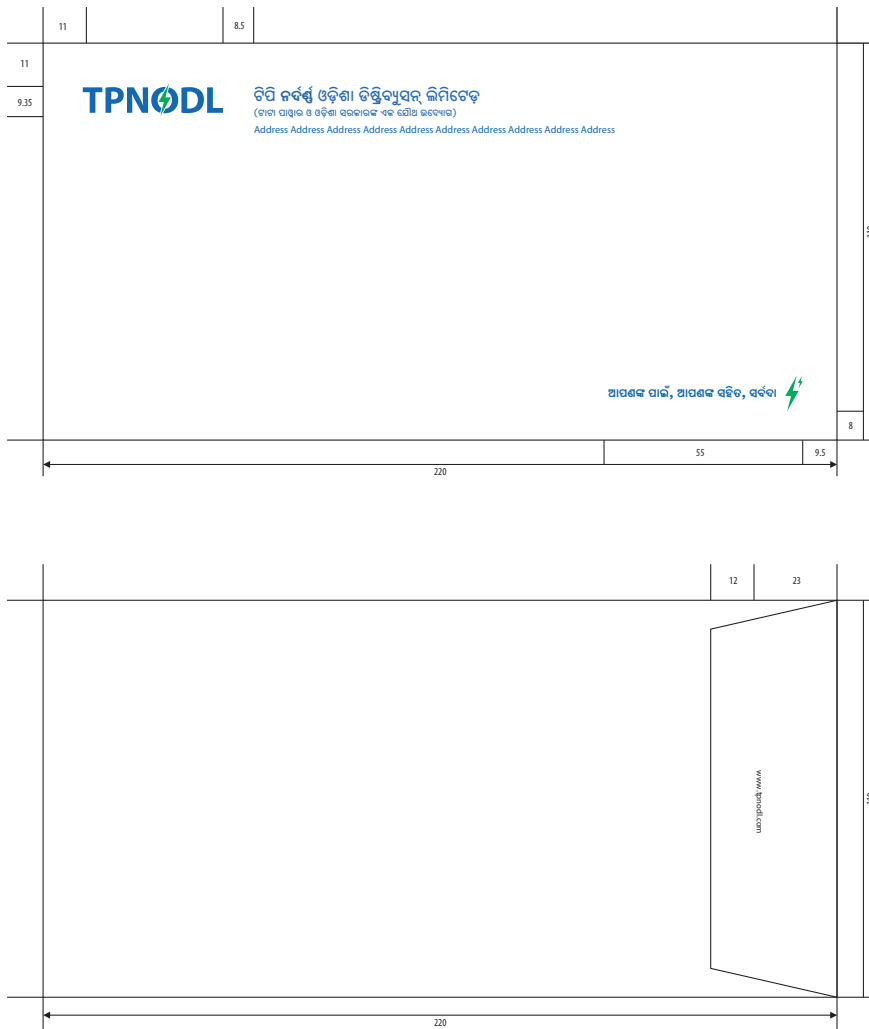 11
8.5
11
9.35
TPNODL
ଟିପି ନର୍ଦର୍ଣ୍ଣ ଓଡ଼ିଶା ଡିଷ୍ଟ୍ରିବ୍ୟୁସନ୍ ଲିମିଟେଡ଼
(ଟାଟା ପାୱାର ଓ ଓଡ଼ିଶା ସରକାରଙ୍କ ଏକ ଯୌଥ ଉଦ୍ୟୋଗ)
Address Address Address Address Address Address Address Address Address Address
ଆପଣଙ୍କ ପାଇଁ, ଆପଣଙ୍କ ସହିତ, ସର୍ବଦା
8
55
9.5
220
12
23
www.tpnodl.com
220